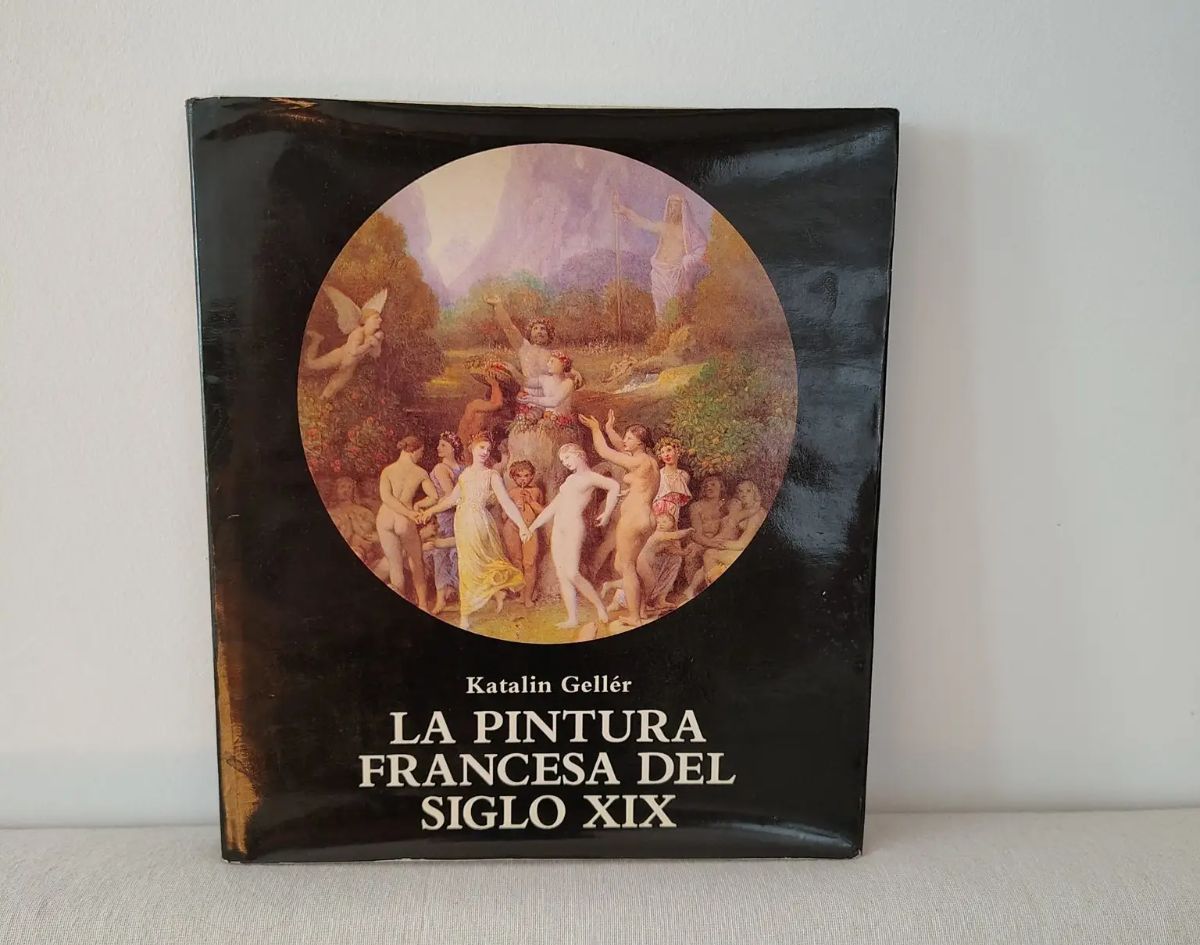 Katalin Gellér
LA PINTURA
FRANCESA DEL
SIGLO XIX